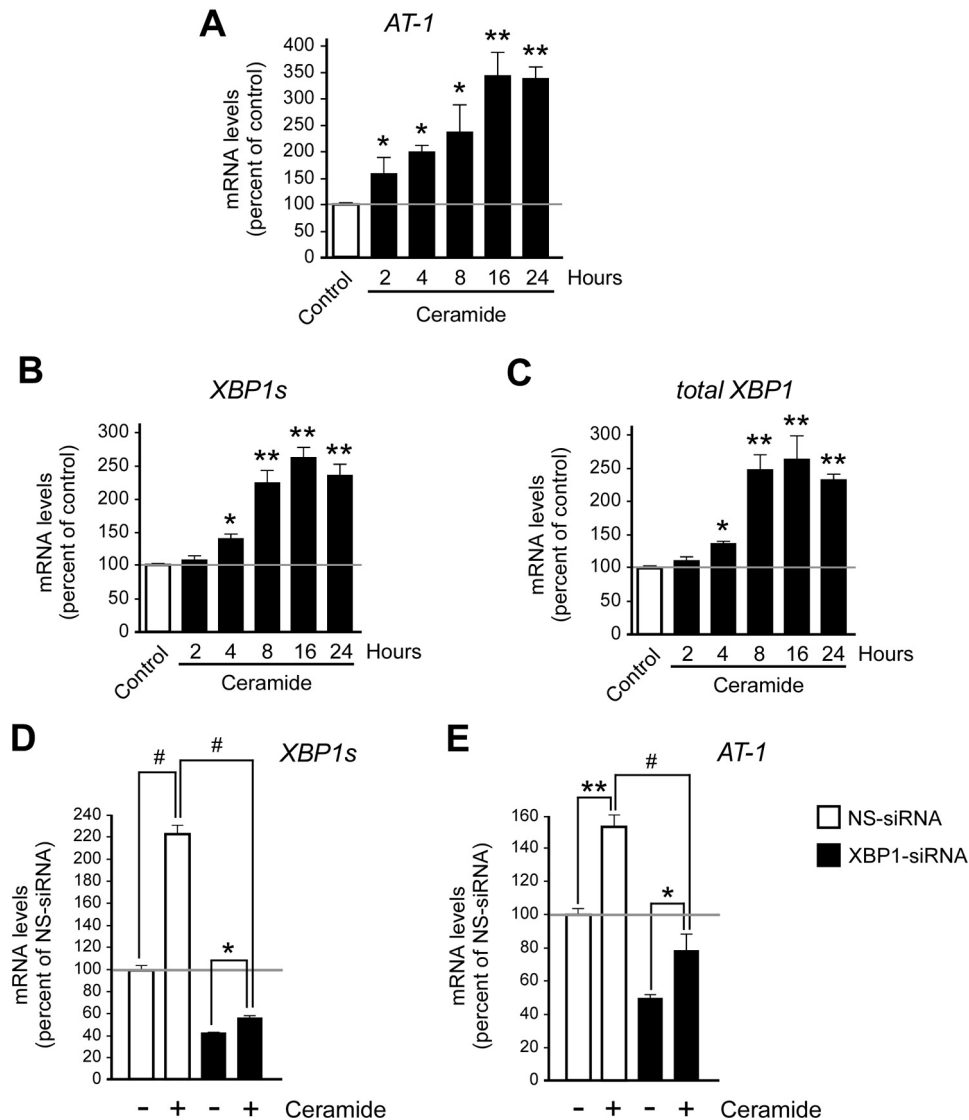 A
AT-1
mRNA levels
(percent of control)
400
350
300
250
200
150
100
50
0
* * * ** **
Control
2 4 8 16 24 Hours
Ceramide
B
XBP1s
mRNA levels
(percent of control)
300
250
200
150
100
50
0
* ** ** **
Control
2 4 8 16 24 Hours
Ceramide
C
total XBP1
mRNA levels
(percent of control)
300
250
200
150
100
50
0
* ** ** **
Control
2 4 8 16 24 Hours
Ceramide
D
XBP1s
# #
*
mRNA levels
(percent of NS-siRNA)
240
220
200
180
160
140
120
100
80
60
40
20
0
- + - + Ceramide
E
AT-1
** #
*
mRNA levels
(percent of NS-siRNA)
160
140
120
100
80
60
40
20
0
- + - + Ceramide
NS-siRNA
XBP1-siRNA